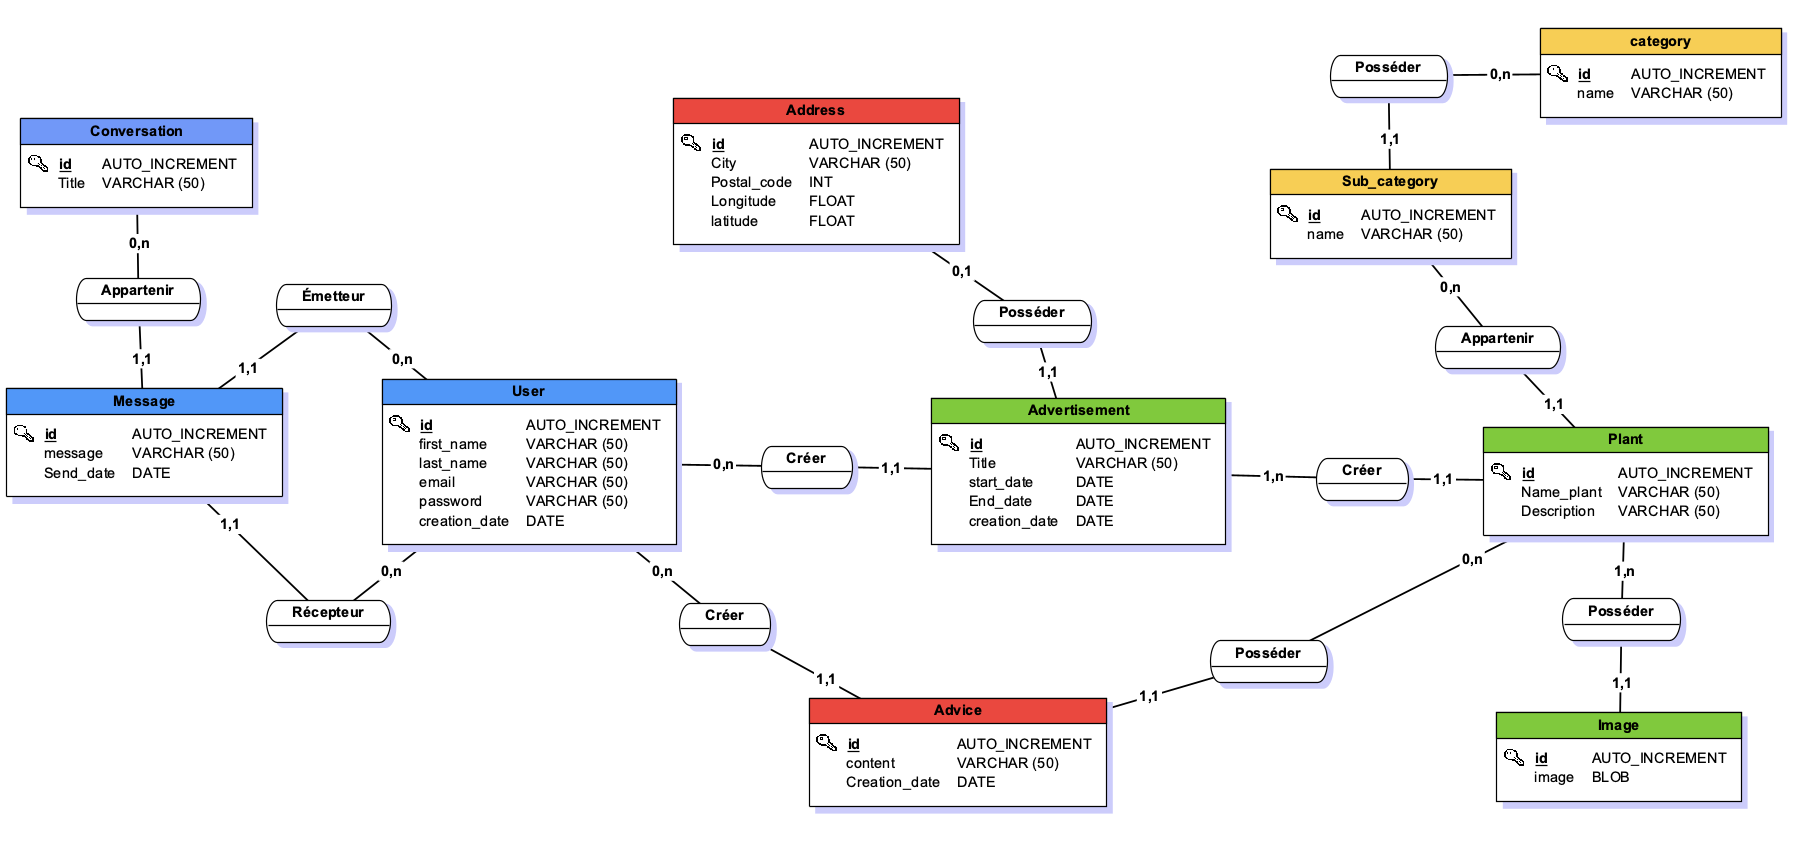 category
id AUTO_INCREMENT
name VARCHAR (50)
Posséder
0,n
1,1
Sub_category
id AUTO_INCREMENT
name VARCHAR (50)
0,n
Appartenir
1,1
Address
id AUTO_INCREMENT
City VARCHAR (50)
Postal_code INT
Longitude FLOAT
latitude FLOAT
0,1
Posséder
1,1
Conversation
id AUTO_INCREMENT
Title VARCHAR (50)
0,n
Appartenir
1,1
Émetteur
1,1
0,n
Message
id AUTO_INCREMENT
message VARCHAR (50)
Send_date DATE
1,1
Récepteur
0,n
User
id AUTO_INCREMENT
first_name VARCHAR (50)
last_name VARCHAR (50)
email VARCHAR (50)
password VARCHAR (50)
creation_date DATE
0,n
Créer
1,1
Advertisement
id AUTO_INCREMENT
Title VARCHAR (50)
start_date DATE
End_date DATE
creation_date DATE
1,n
Créer
1,1
Plant
id AUTO_INCREMENT
Name_plant VARCHAR (50)
Description VARCHAR (50)
0,n
Créer
1,1
Advice
id AUTO_INCREMENT
content VARCHAR (50)
Creation_date DATE
1,1
Posséder
0,n
1,n
Posséder
1,1
Image
id AUTO_INCREMENT
image BLOB